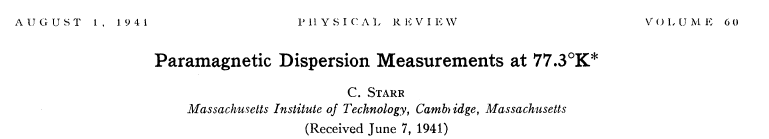 AUGUST 1, 1941 PHYSICAL REVIEW VOLUME 60
Paramagnetic Dispersion Measurements at 77.3°K*
C. STARR
Massachusetts Institute of Technology, Cambridge, Massachusetts
(Received June 7, 1941)